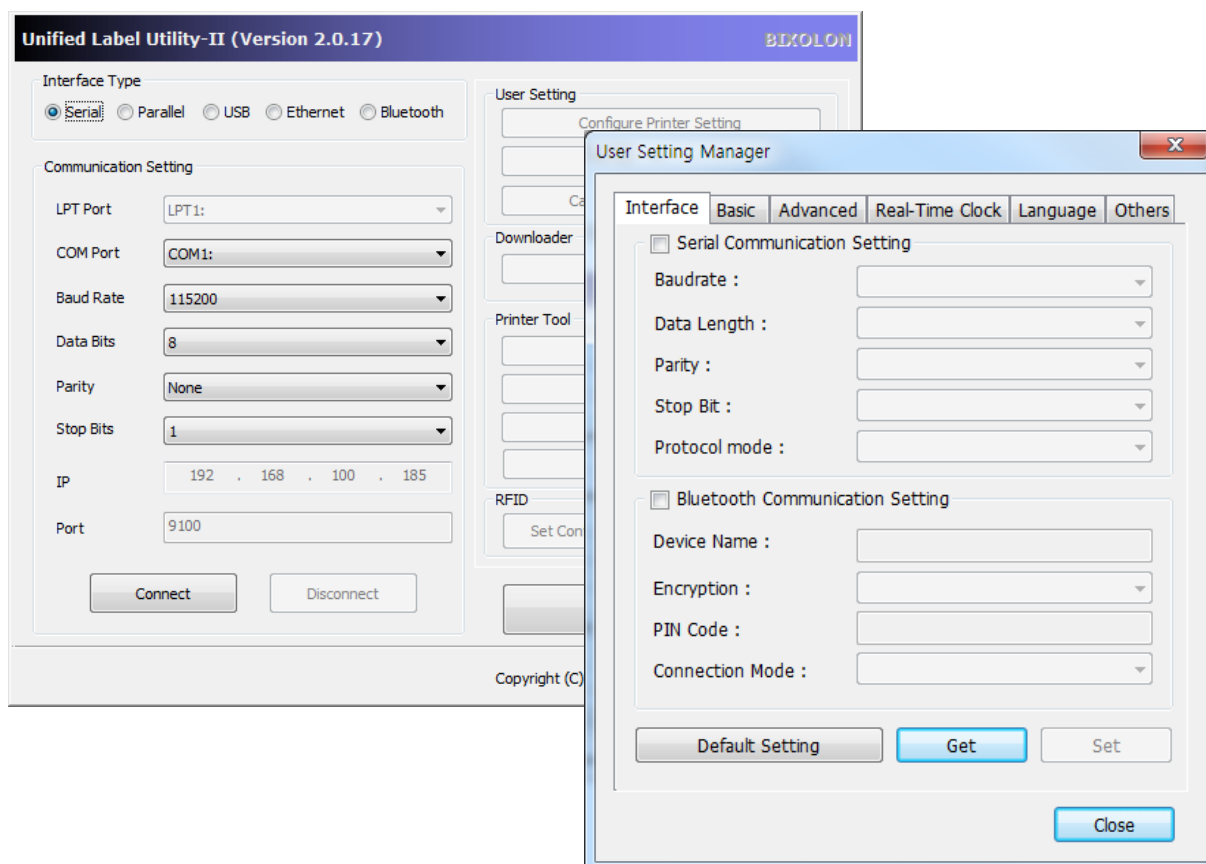 Unified Label Utility-II (Version 2.0.17)
BIXOLON
Interface Type
Serial Parallel USB Ethernet Bluetooth
Communication Setting
LPT Port LPT1:
COM Port COM1:
Baud Rate 115200
Data Bits 8
Parity None
Stop Bits 1
IP 192 . 168 . 100 . 185
Port 9100
Connect Disconnect
User Setting
Configure Printer Setting
Ca
Downloader
Printer Tool
RFID
Set Con
Copyright (C)
User Setting Manager
Interface Basic Advanced Real-Time Clock Language Others
Serial Communication Setting
Baudrate :
Data Length :
Parity :
Stop Bit :
Protocol mode :
Bluetooth Communication Setting
Device Name :
Encryption :
PIN Code :
Connection Mode :
Default Setting Get Set
Close